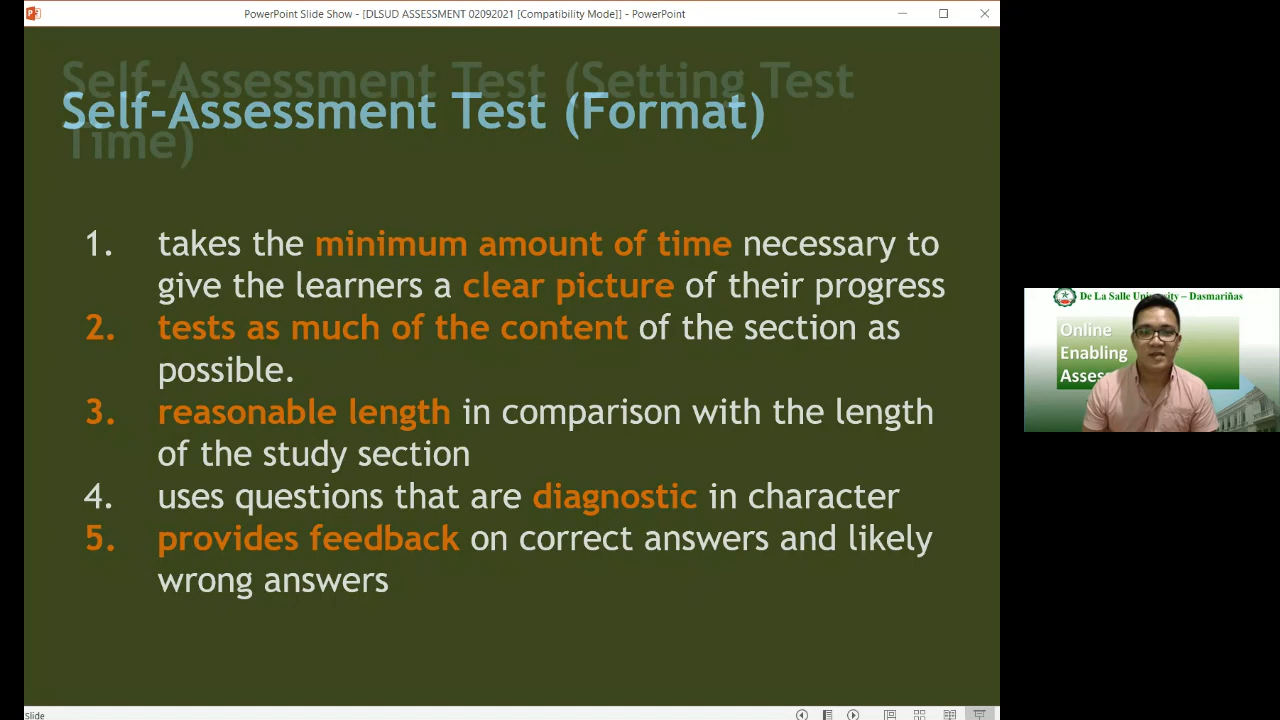 PowerPoint Slide Show - [DLSUD ASSESSMENT 02092021 [Compatibility Mode]] - PowerPoint
Self-Assessment Test (Setting Test
Time)
Self-Assessment Test (Format)
1. takes the minimum amount of time necessary to
give the learners a clear picture of their progress
2. tests as much of the content of the section as
possible.
3. reasonable length in comparison with the length
of the study section
4. uses questions that are diagnostic in character
5. provides feedback on correct answers and likely
wrong answers
Slide
De La Salle University – Dasmariñas
Online
Enabling
Asse